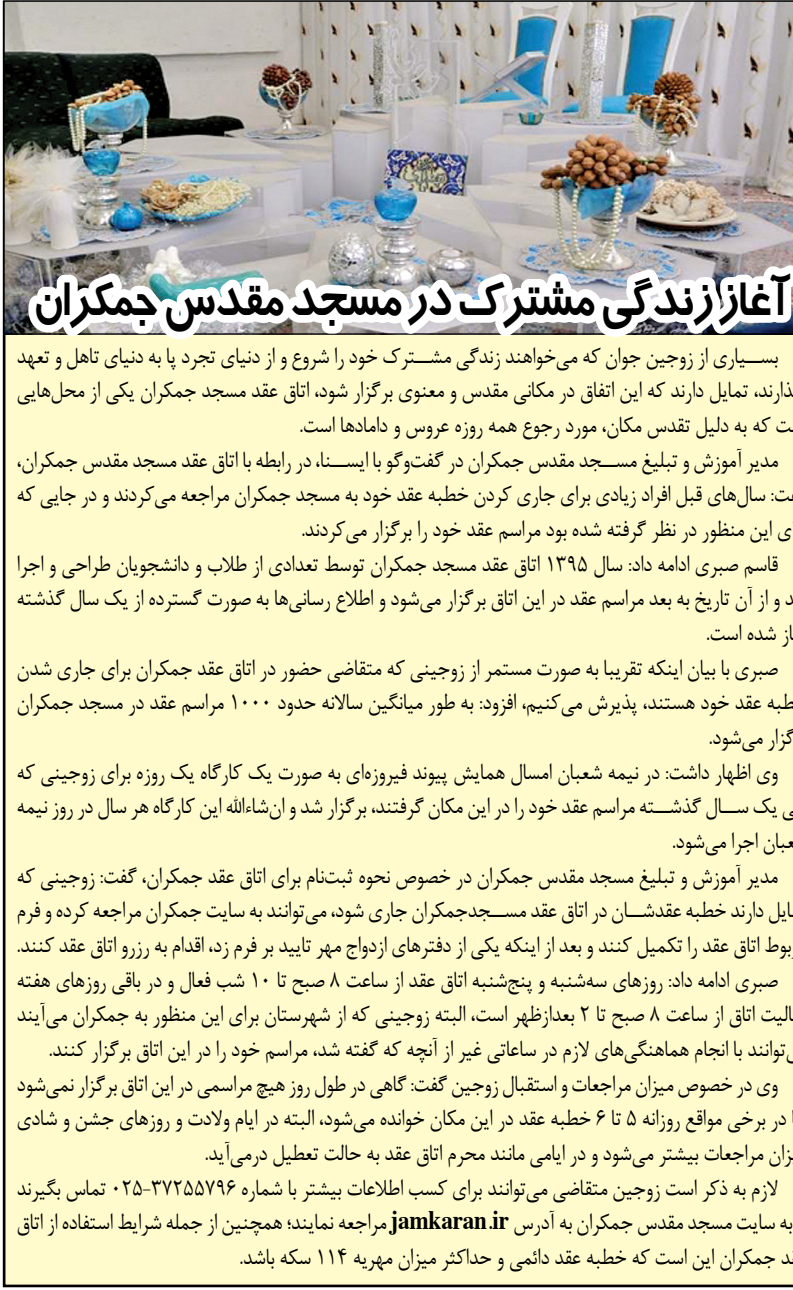 آغاز زندگی مشترک در مسجد مقدس جمکران
بسیاری از زوجین جوان که می‌خواهند زندگی مشترک خود را شروع و از دنیای تجرد پا به دنیای تاهل و تعهد
ذارند، تمایل دارند که این اتفاق در مکانی مقدس و معنوی برگزار شود، اتاق عقد مسجد جمکران یکی از محل‌هایی
ت که به دلیل تقدس مکان، مورد رجوع همه روزه عروس و دامادها است.
مدیر آموزش و تبلیغ مسجد مقدس جمکران در گفت‌وگو با ایسنا، در رابطه با اتاق عقد مسجد مقدس جمکران،
ت: سال‌های قبل افراد زیادی برای جاری کردن خطبه عقد خود به مسجد جمکران مراجعه می‌کردند و در جایی که
ی این منظور در نظر گرفته شده بود مراسم عقد خود را برگزار می‌کردند.
قاسم صبری ادامه داد: سال ۱۳۹۵ اتاق عقد مسجد جمکران توسط تعدادی از طلاب و دانشجویان طراحی و اجرا
د و از آن تاریخ به بعد مراسم عقد در این اتاق برگزار می‌شود و اطلاع رسانی‌ها به صورت گسترده از یک سال گذشته
از شده است.
صبری با بیان اینکه تقریبا به صورت مستمر از زوجینی که متقاضی حضور در اتاق عقد جمکران برای جاری شدن
طبه عقد خود هستند، پذیرش می‌کنیم، افزود: به طور میانگین سالانه حدود ۱۰۰۰ مراسم عقد در مسجد جمکران
گزار می‌شود.
وی اظهار داشت: در نیمه شعبان امسال همایش پیوند فیروزه‌ای به صورت یک کارگاه یک روزه برای زوجینی که
ی یک سال گذشته مراسم عقد خود را در این مکان گرفتند، برگزار شد و ان‌شاءالله این کارگاه هر سال در روز نیمه
عبان اجرا می‌شود.
مدیر آموزش و تبلیغ مسجد مقدس جمکران در خصوص نحوه ثبت‌نام برای اتاق عقد جمکران، گفت: زوجینی که
ایل دارند خطبه عقدشان در اتاق عقد مسجدجمکران جاری شود، می‌توانند به سایت جمکران مراجعه کرده و فرم
بوط اتاق عقد را تکمیل کنند و بعد از اینکه یکی از دفترهای ازدواج مهر تایید بر فرم زد، اقدام به رزرو اتاق عقد کنند.
صبری ادامه داد: روزهای سه‌شنبه و پنج‌شنبه اتاق عقد از ساعت ۸ صبح تا ۱۰ شب فعال و در باقی روزهای هفته
الیت اتاق از ساعت ۸ صبح تا ۲ بعدازظهر است، البته زوجینی که از شهرستان برای این منظور به جمکران می‌آیند
ی‌توانند با انجام هماهنگی‌های لازم در ساعاتی غیر از آنچه که گفته شد، مراسم خود را در این اتاق برگزار کنند.
وی در خصوص میزان مراجعات و استقبال زوجین گفت: گاهی در طول روز هیچ مراسمی در این اتاق برگزار نمی‌شود
ا در برخی مواقع روزانه ۵ تا ۶ خطبه عقد در این مکان خوانده می‌شود، البته در ایام ولادت و روزهای جشن و شادی
زان مراجعات بیشتر می‌شود و در ایامی مانند محرم اتاق عقد به حالت تعطیل درمی‌آید.
لازم به ذکر است زوجین متقاضی می‌توانند برای کسب اطلاعات بیشتر با شماره ۳۷۲۵۵۷۹۶-۰۲۵ تماس بگیرند
به سایت مسجد مقدس جمکران به آدرس jamkaran.ir مراجعه نمایند؛ همچنین از جمله شرایط استفاده از اتاق
ند جمکران این است که خطبه عقد دائمی و حداکثر میزان مهریه ۱۱۴ سکه باشد.